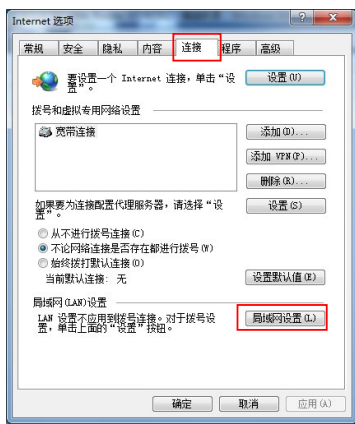 Internet 选项
常规 安全 隐私 内容 连接 程序 高级
要设置一个 Internet 连接，单击“设置”。
设置(U)
拨号和虚拟专用网络设置
宽带连接
添加(D)...
添加 VPN(P)...
删除(R)...
如果要为连接配置代理服务器，请选择“设置”。
设置(S)
从不进行拨号连接(C)
不论网络连接是否存在都进行拨号(W)
始终拨打默认连接(O)
当前默认连接: 无
设置默认值(E)
局域网(LAN)设置
LAN 设置不应用到拨号连接。对于拨号设置，单击上面的“设置”按钮。
局域网设置(L)
确定 取消 应用(A)